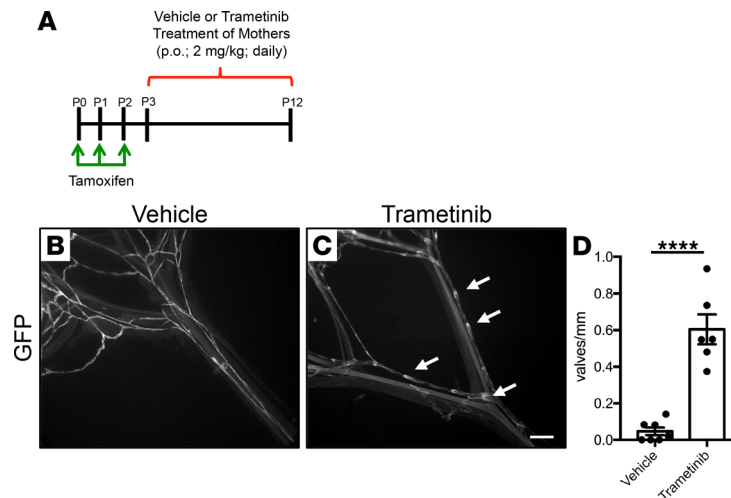 A
Vehicle or Trametinib
Treatment of Mothers
(p.o.; 2 mg/kg; daily)
P0 P1 P2 P3 P12
Tamoxifen
Vehicle Trametinib
B C D
GFP
****
valves/mm
1.0
0.8
0.6
0.4
0.2
0.0
Vehicle
Trametinib